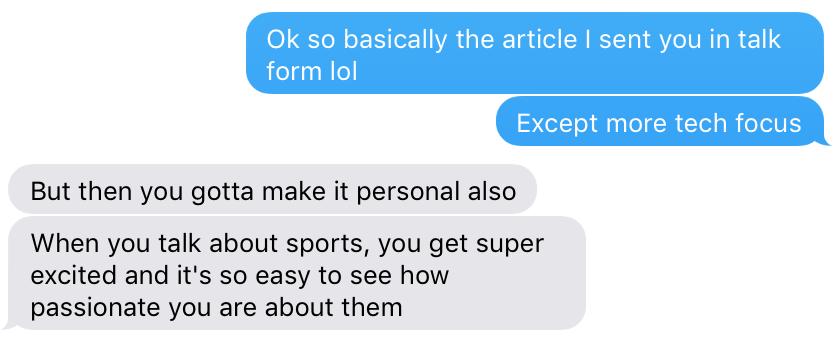 Ok so basically the article I sent you in talk
form lol
Except more tech focus
But then you gotta make it personal also
When you talk about sports, you get super
excited and it's so easy to see how
passionate you are about them